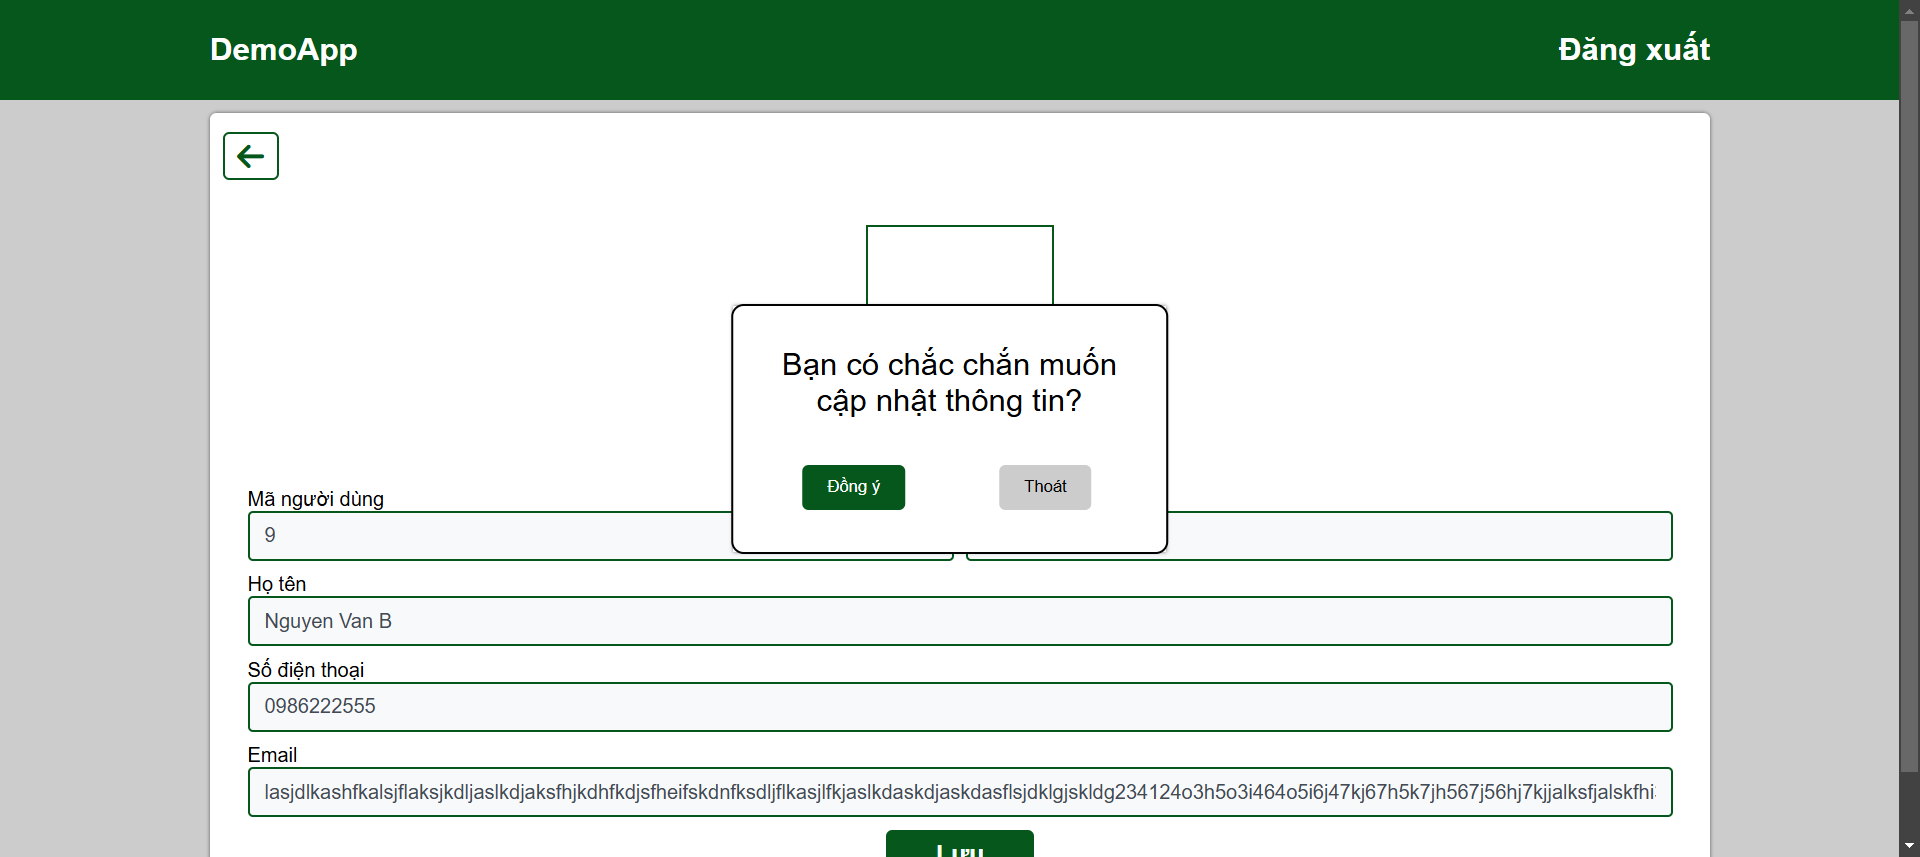 DemoApp
Đăng xuất
Bạn có chắc chắn muốn
cập nhật thông tin?
Đồng ý
Thoát
Mã người dùng
9
Họ tên
Nguyen Van B
Số điện thoại
0986222555
Email
lasjdlkashfkalsjflaksjkdljaslkdjaksfhjkdhfkdjsfheifskdnfksdljflkasjlfkjaslkdaskdjaskdasflsjdklgjskldg234124o3h5o3i464o5i6j47kj67h5k7jh567j56hj7kjjalksfjalskfhi
Lưu